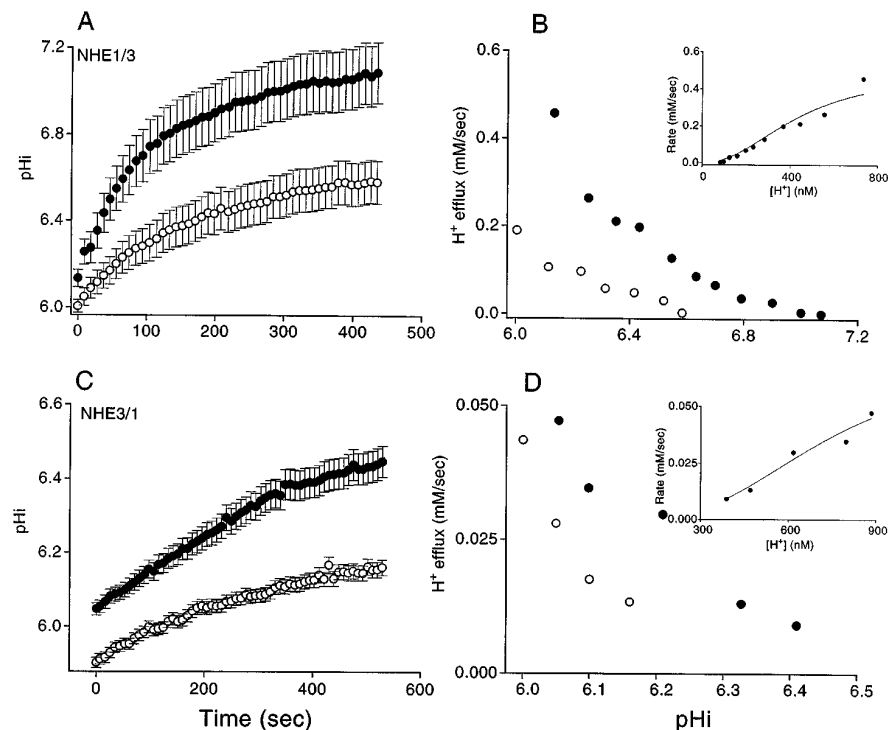 A
NHE1/3
7.2
6.8
6.4
6.0
pHi
0 100 200 300 400 500
B
0.6
0.4
0.2
0.0
H+ efflux (mM/sec)
6.0 6.4 6.8 7.2
0.6
0.4
0.2
0.0
Rate (mM/sec)
0 400 800
[H+] (nM)
C
NHE3/1
6.6
6.4
6.2
6.0
pHi
0 200 400 600
Time (sec)
D
0.050
0.025
0.000
H+ efflux (mM/sec)
6.0 6.1 6.2 6.3 6.4 6.5
pHi
0.050
0.025
0.000
Rate (mM/sec)
300 600 900
[H+] (nM)